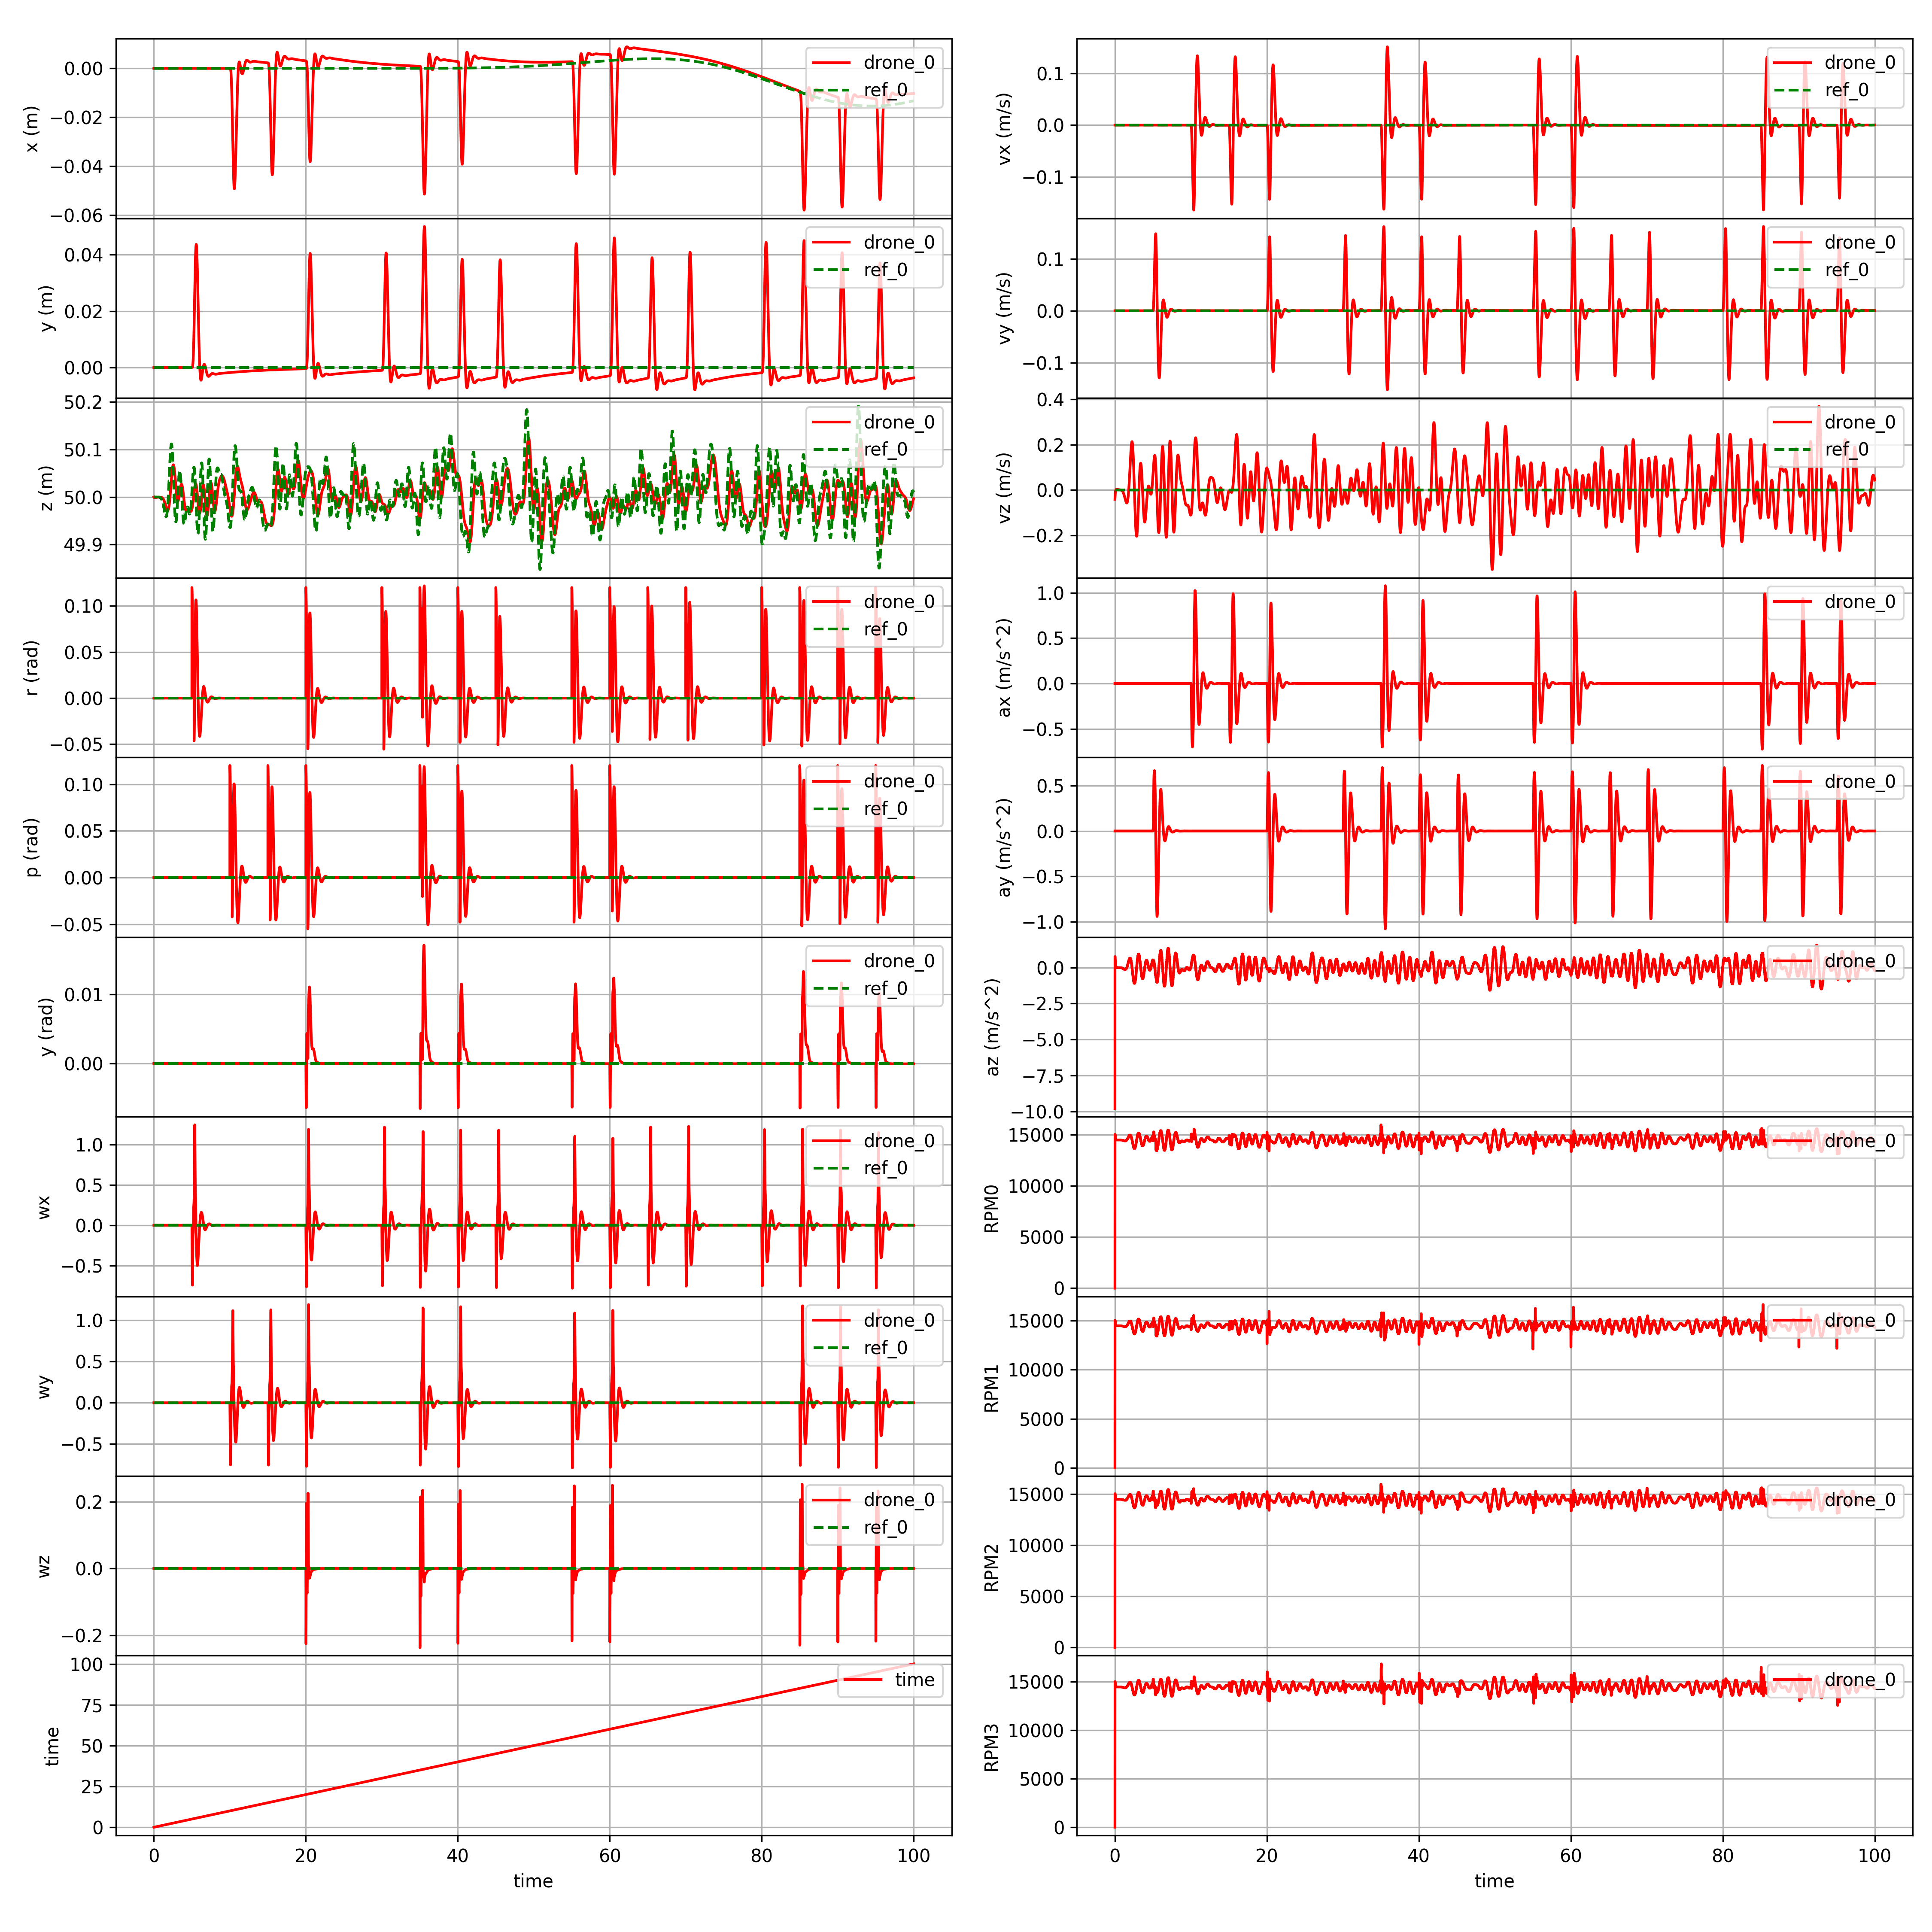 0.00
−0.02
−0.04
−0.06
x (m)
drone_0
ref_0
0.04
0.02
0.00
y (m)
drone_0
ref_0
50.2
50.1
50.0
49.9
z (m)
drone_0
ref_0
0.10
0.05
0.00
−0.05
r (rad)
drone_0
ref_0
0.10
0.05
0.00
−0.05
p (rad)
drone_0
ref_0
0.01
0.00
y (rad)
drone_0
ref_0
1.0
0.5
0.0
−0.5
wx
drone_0
ref_0
1.0
0.5
0.0
−0.5
wy
drone_0
ref_0
0.2
0.0
−0.2
wz
drone_0
ref_0
100
75
50
25
0
time
time
0 20 40 60 80 100
time
0.1
0.0
−0.1
vx (m/s)
drone_0
ref_0
0.1
0.0
−0.1
vy (m/s)
drone_0
ref_0
0.4
0.2
0.0
−0.2
vz (m/s)
drone_0
ref_0
1.0
0.5
0.0
−0.5
ax (m/s^2)
drone_0
0.5
0.0
−0.5
−1.0
ay (m/s^2)
drone_0
0.0
−2.5
−5.0
−7.5
−10.0
az (m/s^2)
drone_0
15000
10000
5000
0
RPM0
drone_0
15000
10000
5000
0
RPM1
drone_0
15000
10000
5000
0
RPM2
drone_0
15000
10000
5000
0
RPM3
drone_0
0 20 40 60 80 100
time